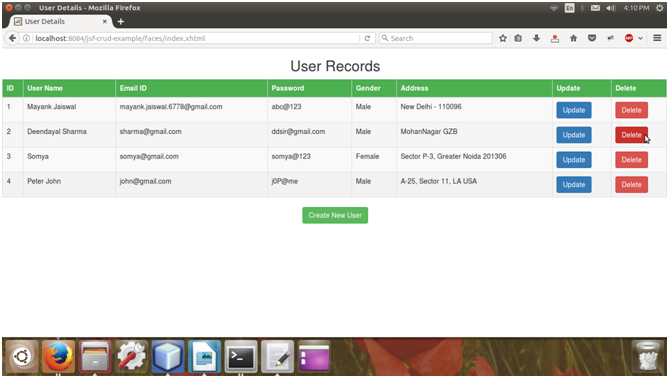 User Details - Mozilla Firefox
En
4:10 PM
User Details
localhost:8084/jsf-crud-example/faces/index.xhtml
Search
ABP
User Records
ID User Name Email ID Password Gender Address Update Delete
1 Mayank Jaiswal mayank.jaiswal.6778@gmail.com abc@123 Male New Delhi - 110096 Update Delete
2 Deendayal Sharma sharma@gmail.com ddsir@gmail.com Male MohanNagar GZB Update Delete
3 Somya somya@gmail.com somya@123 Female Sector P-3, Greater Noida 201306 Update Delete
4 Peter John john@gmail.com j0P@me Male A-25, Sector 11, LA USA Update Delete
Create New User